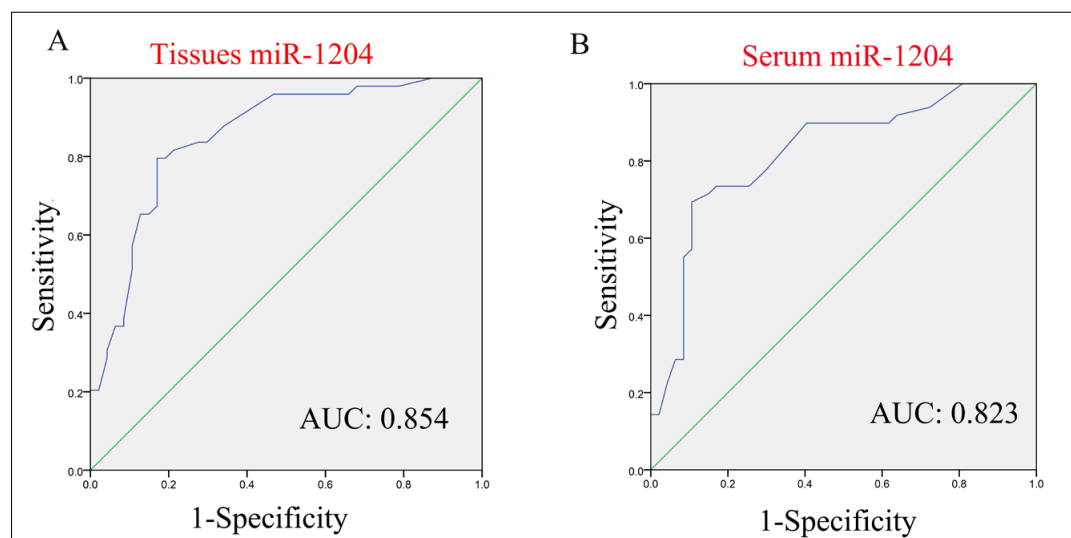 A
Tissues miR-1204
1.0
0.8
0.6
0.4
0.2
0.0
Sensitivity
AUC: 0.854
0.0 0.2 0.4 0.6 0.8 1.0
1-Specificity
B
Serum miR-1204
1.0
0.8
0.6
0.4
0.2
0.0
Sensitivity
AUC: 0.823
0.0 0.2 0.4 0.6 0.8 1.0
1-Specificity